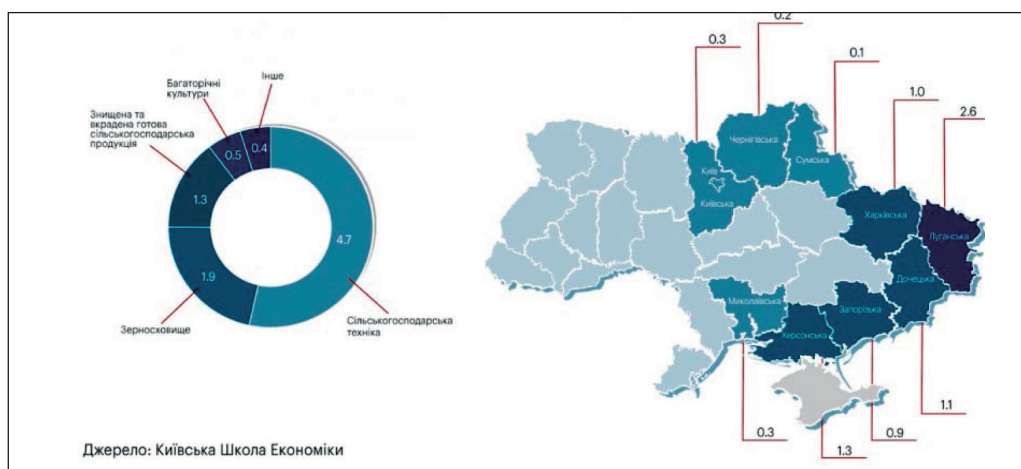 Багаторічні
культури
Інше
Знищена та
вкрадена готова
сільськогосподарська
продукція
0.5
0.4
1.3
4.7
1.9
Зерносховище
Сільськогосподарська
техніка
0.2
0.3
0.1
1.0
2.6
Чернігівська
Сумська
Київ
Київська
Харківська
Луганська
Донецька
Миколаївська
Запорізька
Херсонська
1.1
0.3
0.9
1.3
Джерело: Київська Школа Економіки